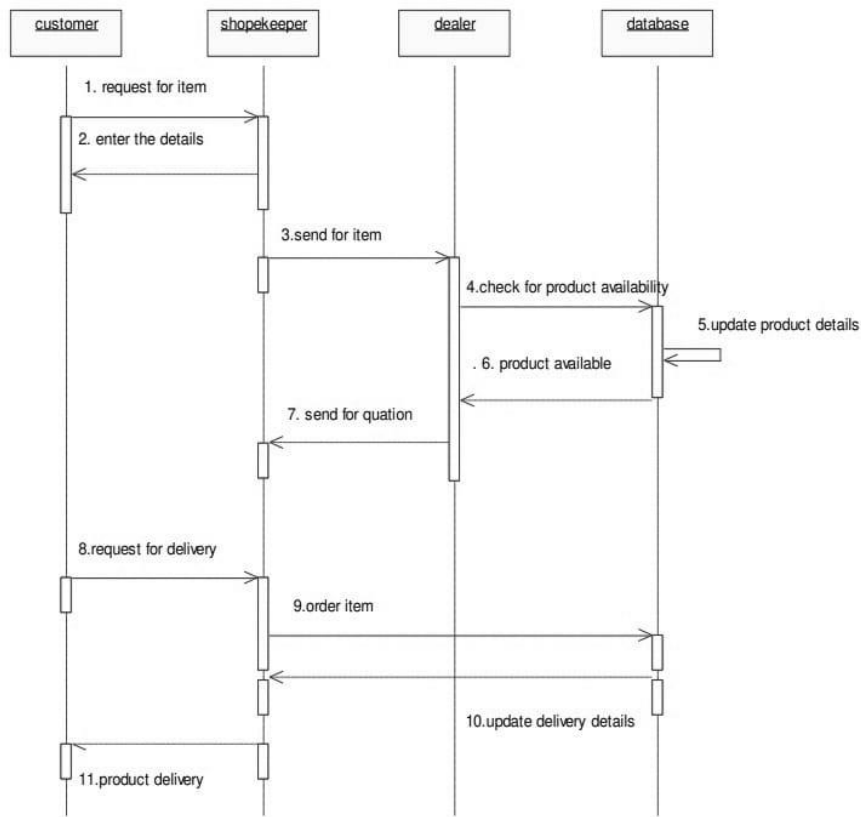 customer
shopekeeper
dealer
database
1. request for item
2. enter the details
3.send for item
4.check for product availability
5.update product details
. 6. product available
7. send for quation
8.request for delivery
9.order item
10.update delivery details
11.product delivery